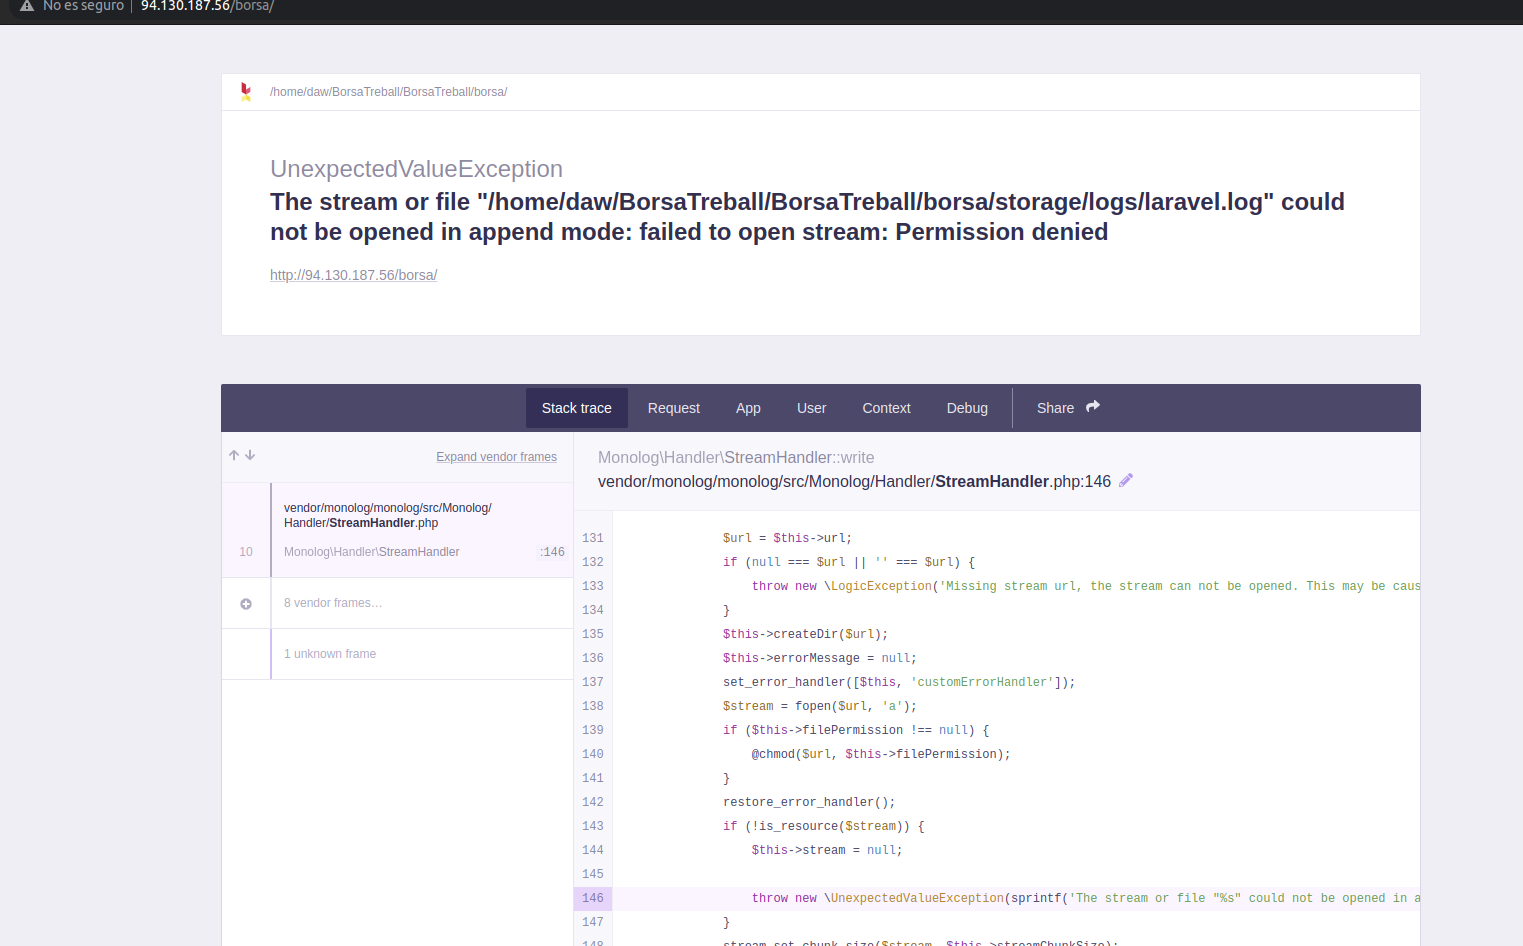 No es seguro | 94.130.187.56/borsa/
/home/daw/BorsaTreball/BorsaTreball/borsa/
UnexpectedValueException
The stream or file "/home/daw/BorsaTreball/BorsaTreball/borsa/storage/logs/laravel.log" could
not be opened in append mode: failed to open stream: Permission denied
http://94.130.187.56/borsa/
Stack trace Request App User Context Debug Share
Expand vendor frames
vendor/monolog/monolog/src/Monolog/
Handler/StreamHandler.php
10 Monolog\Handler\StreamHandler :146
8 vendor frames…
1 unknown frame
Monolog\Handler\StreamHandler::write
vendor/monolog/monolog/src/Monolog/Handler/StreamHandler.php:146
131 $url = $this->url;
132 if (null === $url || '' === $url) {
133 throw new \LogicException('Missing stream url, the stream can not be opened. This may be caus
134 }
135 $this->createDir($url);
136 $this->errorMessage = null;
137 set_error_handler([$this, 'customErrorHandler']);
138 $stream = fopen($url, 'a');
139 if ($this->filePermission !== null) {
140 @chmod($url, $this->filePermission);
141 }
142 restore_error_handler();
143 if (!is_resource($stream)) {
144 $this->stream = null;
145
146 throw new \UnexpectedValueException(sprintf('The stream or file "%s" could not be opened in a
147 }
148 stream_set_chunk_size($stream, $this->streamChunkSize);